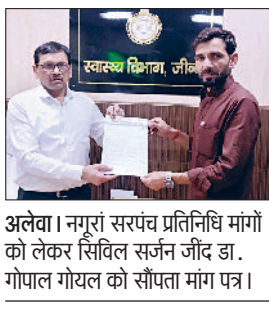 स्वास्थ्य विभाग, जीन्द
अलेवा। नगूरां सरपंच प्रतिनिधि मांगों
को लेकर सिविल सर्जन जींद डा.
गोपाल गोयल को सौंपता मांग पत्र।